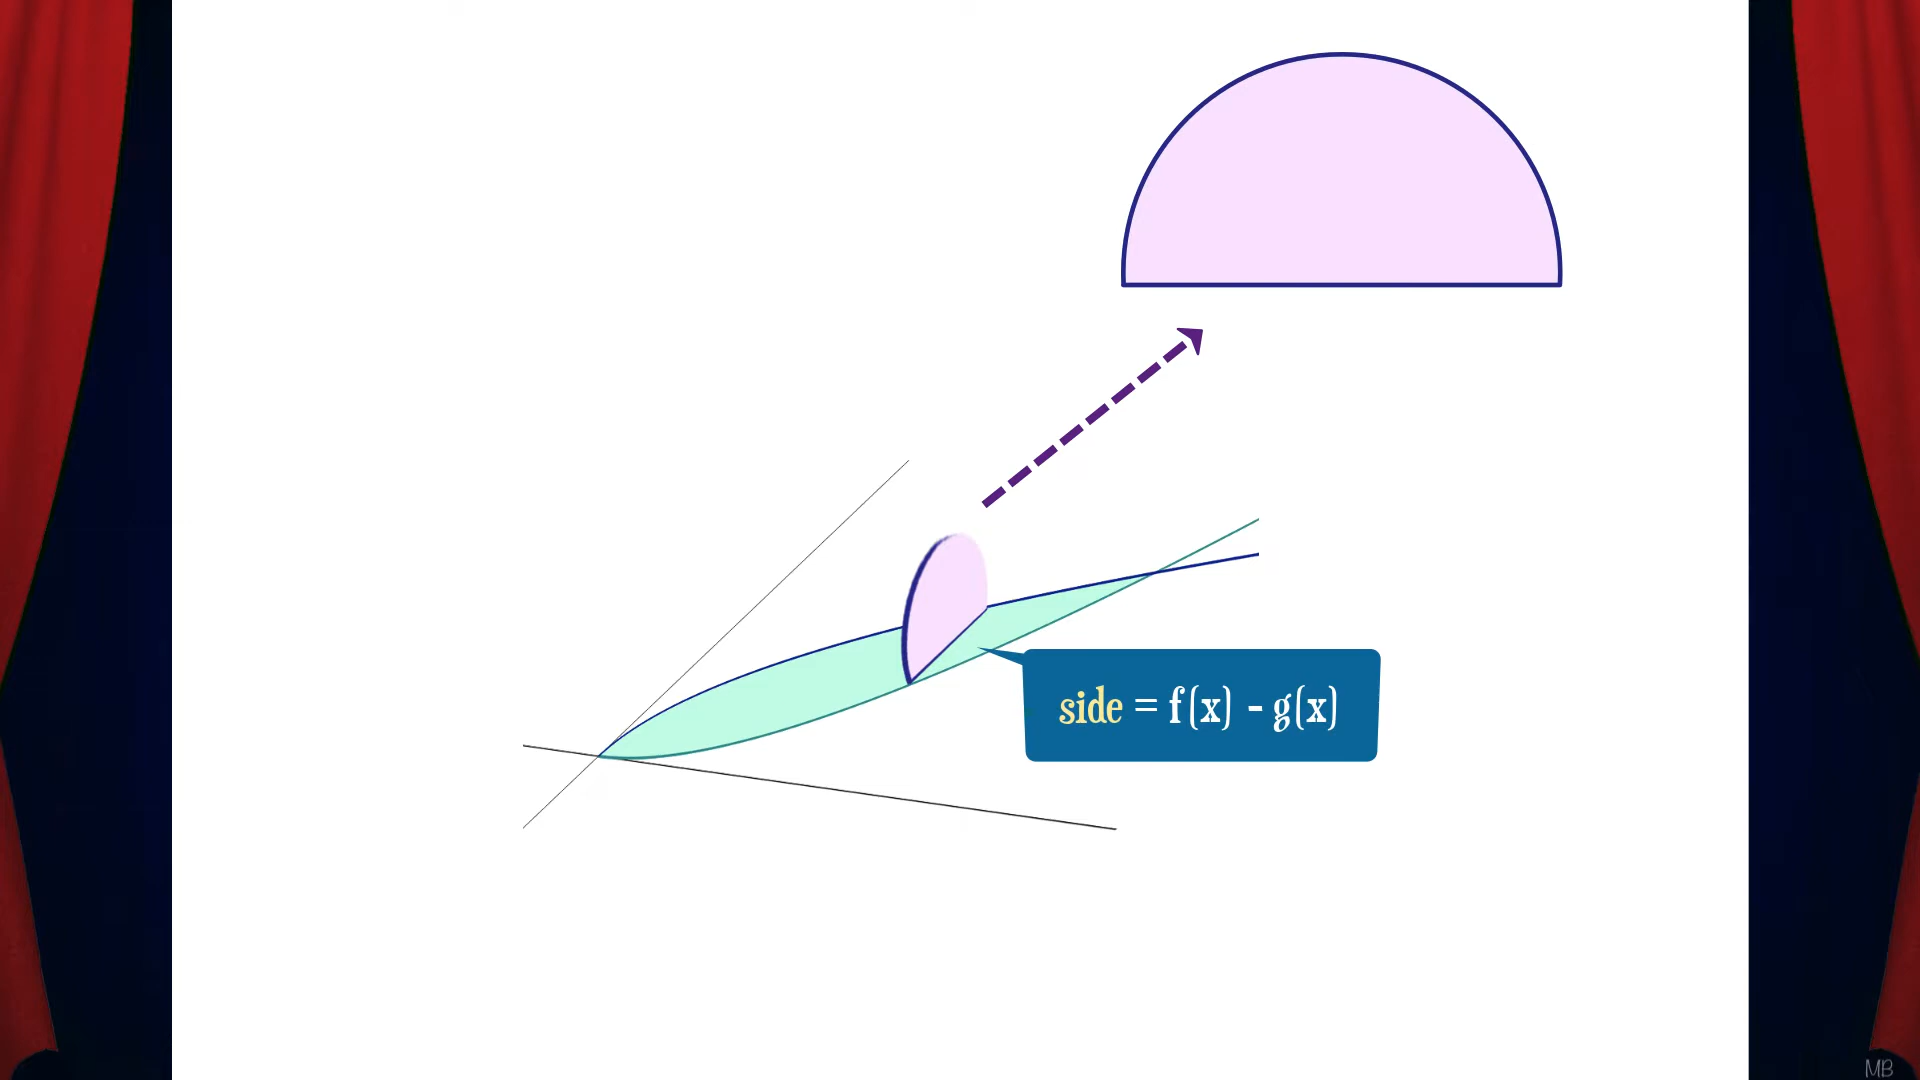 side = f(x) - g(x)
MB